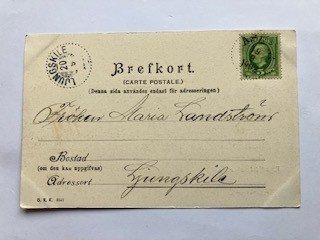 LJUNGSKILE
20
Brefkort.
(CARTE POSTALE.)
(Denna sida användes endast för adresseringen)
Fröken Maria Lundström
Bostad
(om den kan uppgifvas)
Adressort Ljungskile